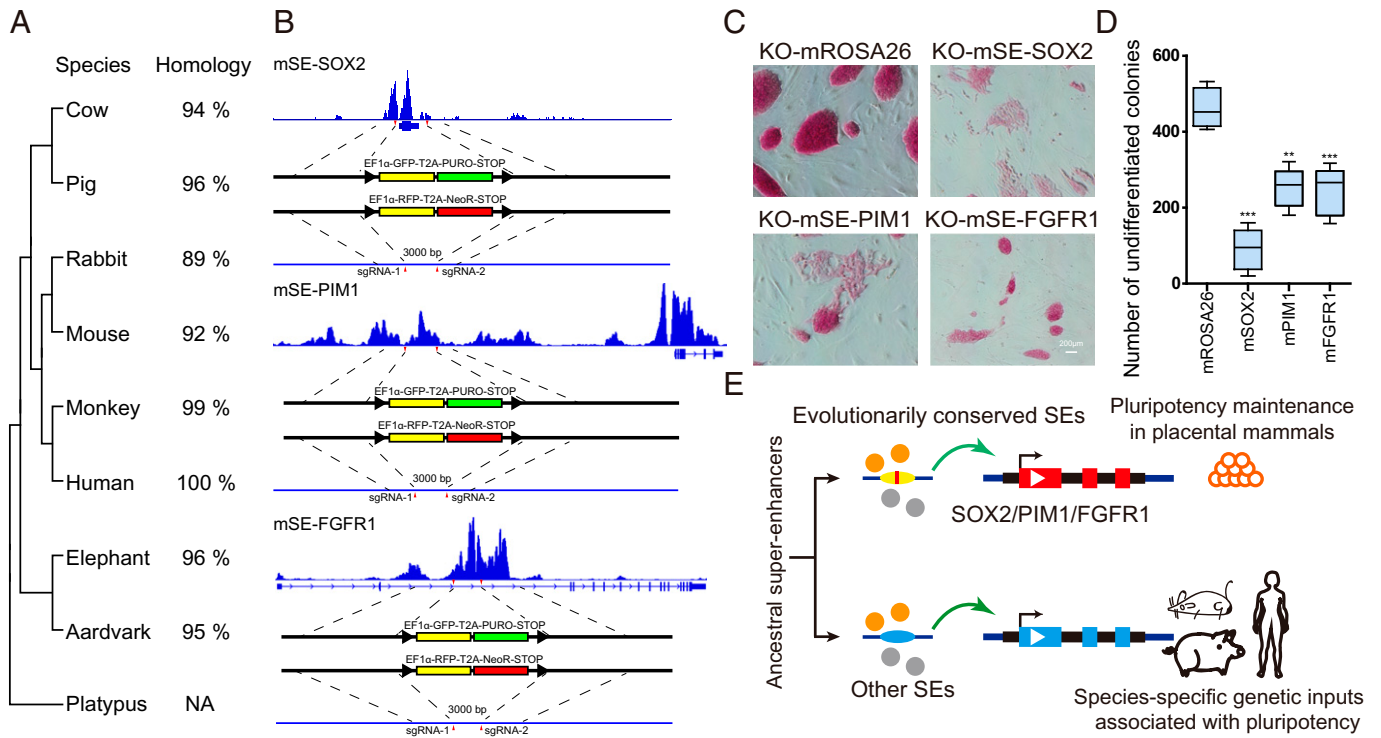 A
Species Homology
Cow 94 %
Pig 96 %
Rabbit 89 %
Mouse 92 %
Monkey 99 %
Human 100 %
Elephant 96 %
Aardvark 95 %
Platypus NA
B
mSE-SOX2
EF1α-GFP-T2A-PURO-STOP
EF1α-RFP-T2A-NeoR-STOP
3000 bp
sgRNA-1 sgRNA-2
mSE-PIM1
EF1α-GFP-T2A-PURO-STOP
EF1α-RFP-T2A-NeoR-STOP
3000 bp
sgRNA-1 sgRNA-2
mSE-FGFR1
EF1α-GFP-T2A-PURO-STOP
EF1α-RFP-T2A-NeoR-STOP
3000 bp
sgRNA-1 sgRNA-2
C
KO-mROSA26 KO-mSE-SOX2
KO-mSE-PIM1 KO-mSE-FGFR1
200μm
D
Number of undifferentiated colonies
600
400
200
0
*** ** ***
mROSA26
mSOX2
mPIM1
mFGFR1
E
Ancestral super-enhancers
Evolutionarily conserved SEs
Pluripotency maintenance
in placental mammals
SOX2/PIM1/FGFR1
Other SEs
Species-specific genetic inputs
associated with pluripotency